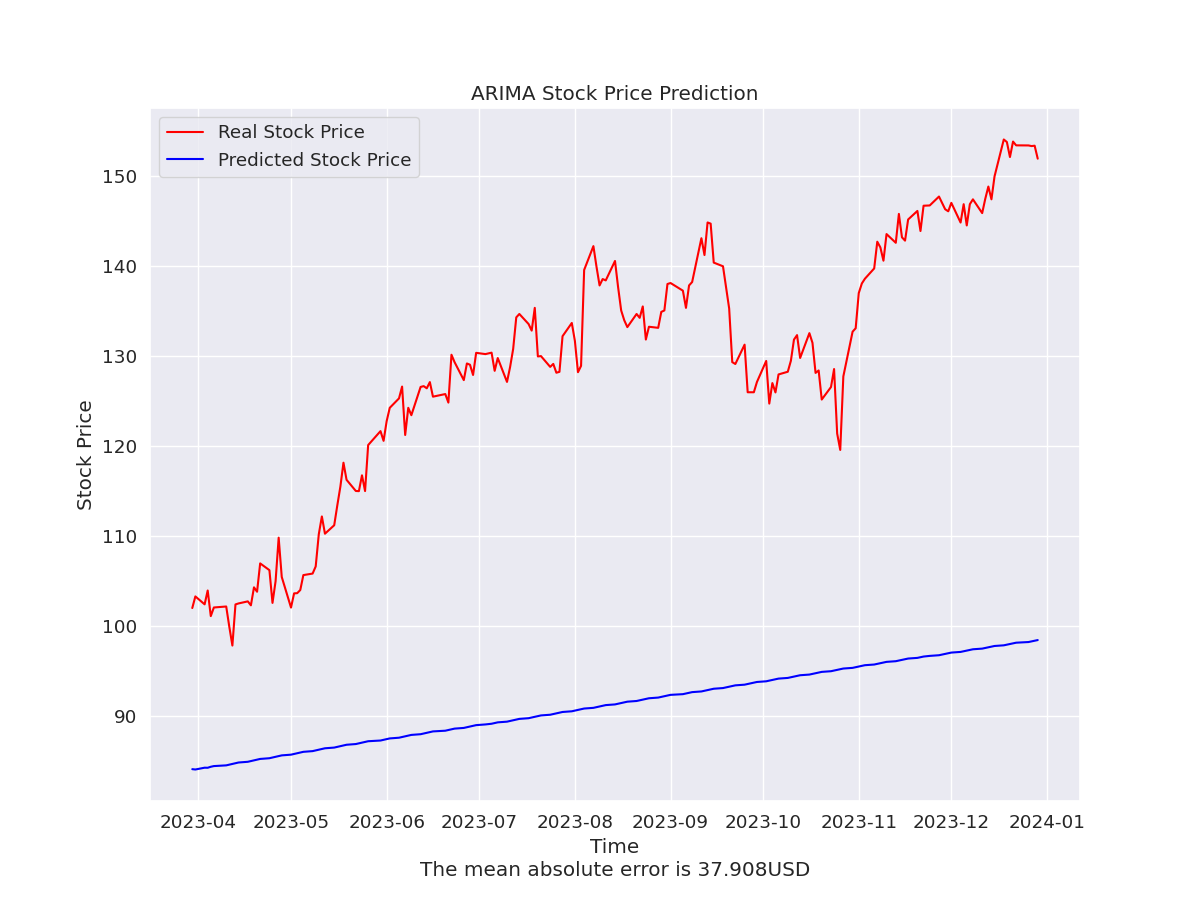 ARIMA Stock Price Prediction
Real Stock Price
Predicted Stock Price
Stock Price
150
140
130
120
110
100
90
2023-04 2023-05 2023-06 2023-07 2023-08 2023-09 2023-10 2023-11 2023-12 2024-01
Time
The mean absolute error is 37.908USD